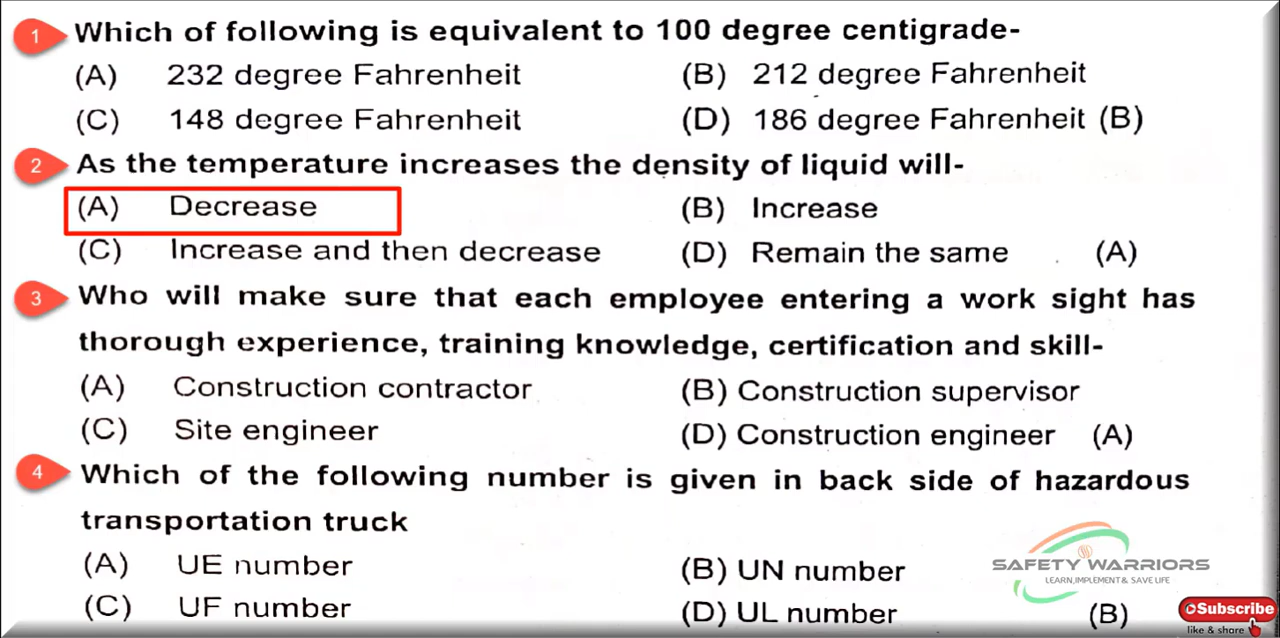 1 Which of following is equivalent to 100 degree centigrade-
(A) 232 degree Fahrenheit (B) 212 degree Fahrenheit
(C) 148 degree Fahrenheit (D) 186 degree Fahrenheit (B)
2 As the temperature increases the density of liquid will-
(A) Decrease (B) Increase
(C) Increase and then decrease (D) Remain the same (A)
3 Who will make sure that each employee entering a work sight has
thorough experience, training knowledge, certification and skill-
(A) Construction contractor (B) Construction supervisor
(C) Site engineer (D) Construction engineer (A)
4 Which of the following number is given in back side of hazardous
transportation truck
(A) UE number (B) UN number
(C) UF number (D) UL number (B)
SAFETY WARRIORS
LEARN,IMPLEMENT & SAVE LIFE
Subscribe
like & share